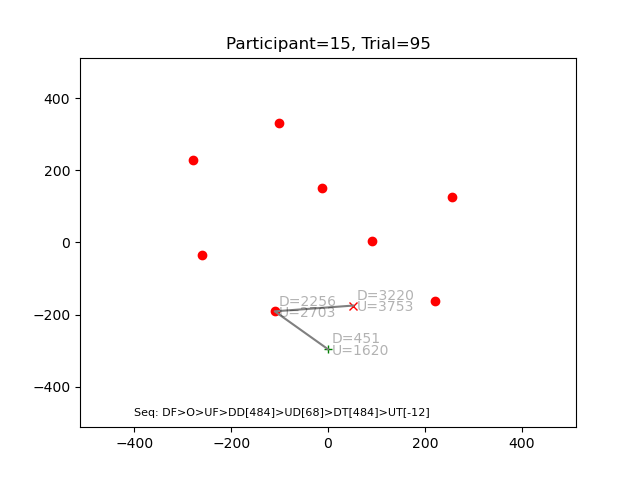 Participant=15, Trial=95
400
200
0
−200
−400
D=2256
U=2703
D=3220
U=3753
D=451
U=1620
Seq: DF>O>UF>DD[484]>UD[68]>DT[484]>UT[-12]
−400
−200
0
200
400